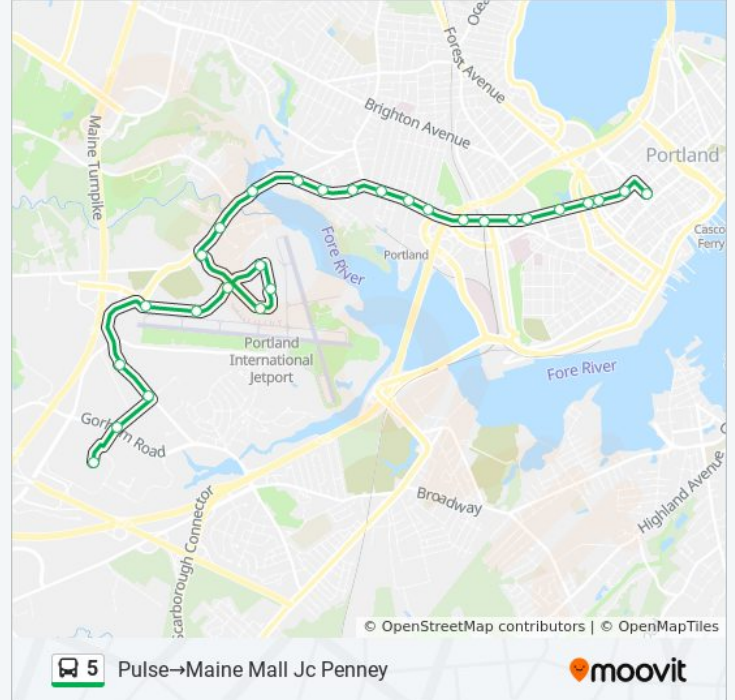 Forest Avenue
Brighton Avenue
Maine Turnpike
Portland
Casco
Ferry
Fore River
Portland
Portland
International
Jetport
Fore River
Gorham Road
Broadway
Highland Avenue
Scarborough Connector
© OpenStreetMap contributors | © OpenMapTiles
5 Pulse→Maine Mall Jc Penney
moovit